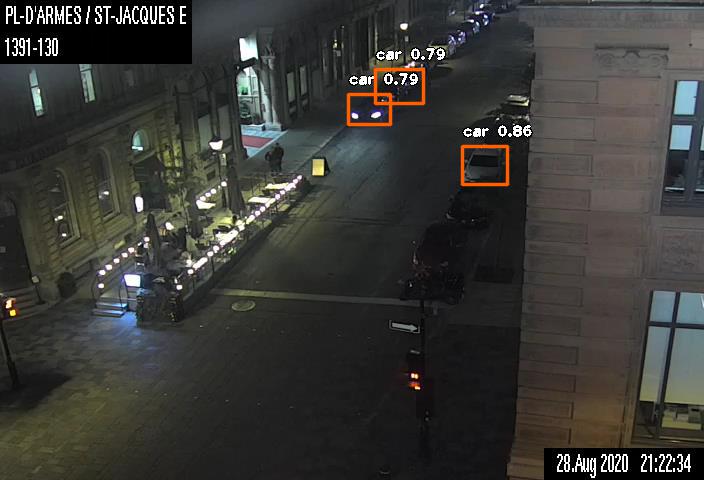 PL-D'ARMES / ST-JACQUES E
1391-130
car 0.79
car 0.79
car 0.86
28.Aug 2020 21:22:34